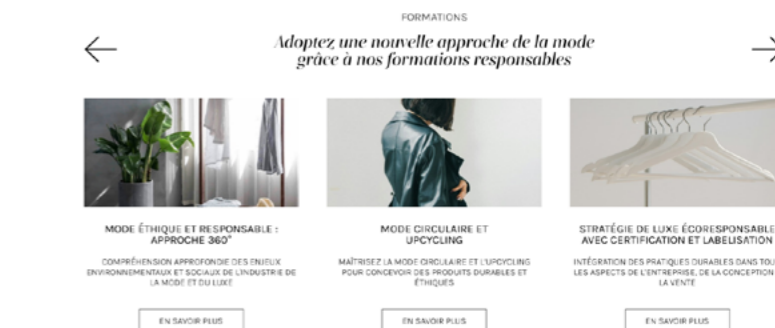 FORMATIONS
Adoptez une nouvelle approche de la mode
grâce à nos formations responsables
MODE ÉTHIQUE ET RESPONSABLE :
APPROCHE 360°
COMPRÉHENSION APPROFONDIE DES ENJEUX
ENVIRONNEMENTAUX ET SOCIAUX DE L'INDUSTRIE DE
LA MODE ET DU LUXE
EN SAVOIR PLUS
MODE CIRCULAIRE ET
UPCYCLING
MAÎTRISEZ LA MODE CIRCULAIRE ET L'UPCYCLING
POUR CONCEVOIR DES PRODUITS DURABLES ET
ÉTHIQUES
EN SAVOIR PLUS
STRATÉGIE DE LUXE ÉCORESPONSABLE
AVEC CERTIFICATION ET LABELISATION
INTÉGRATION DES PRATIQUES DURABLES DANS TOU
LES ASPECTS DE L'ENTREPRISE, DE LA CONCEPTION
LA VENTE
EN SAVOIR PLUS